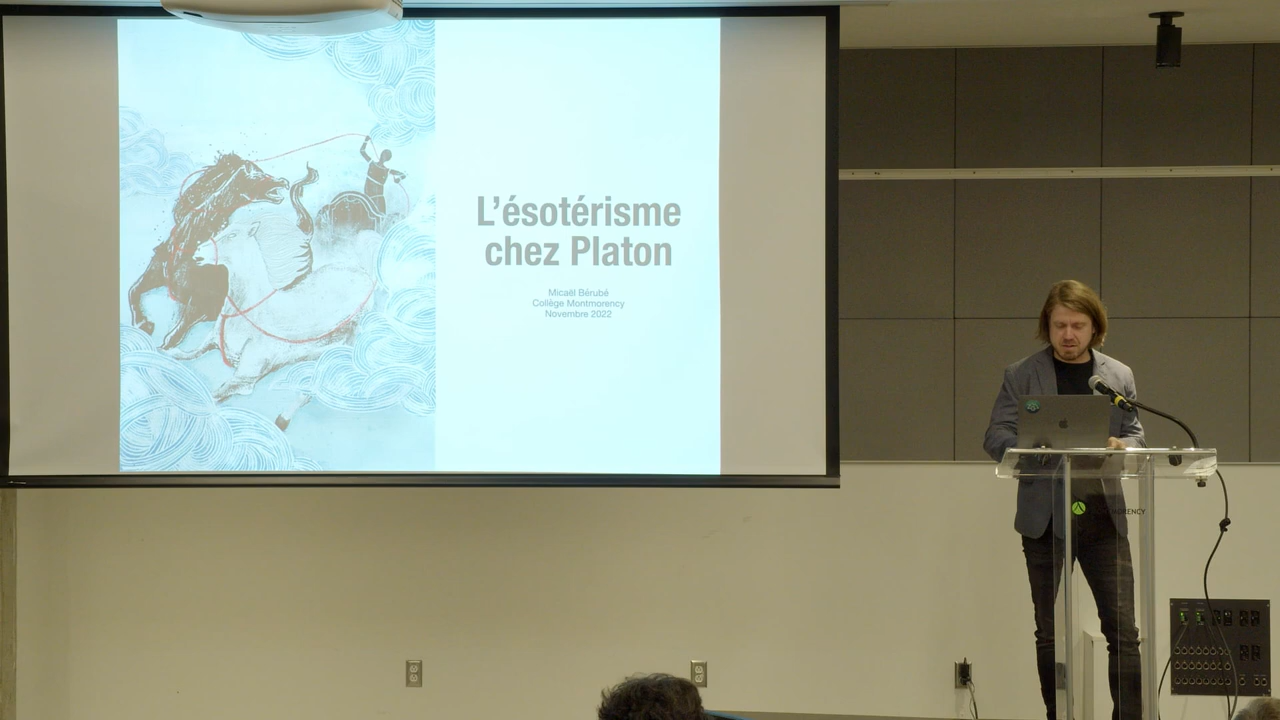 L'ésotérisme
chez Platon
Micaël Bérubé
Collège Montmorency
Novembre 2022